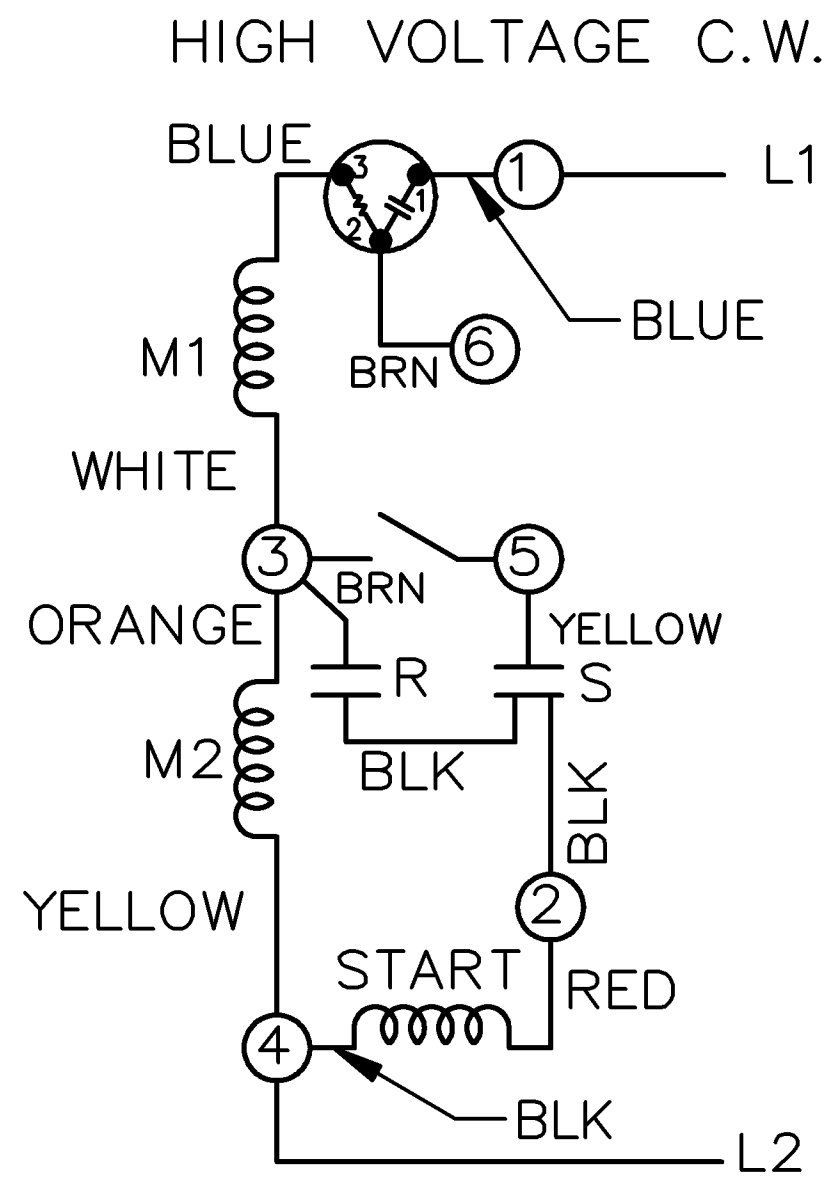 HIGH VOLTAGE C.W.
BLUE
3
1
2
1
L1
BLUE
M1
6
BRN
WHITE
3
5
BRN
ORANGE
YELLOW
R
S
M2
BLK
BLK
YELLOW
2
START
RED
4
BLK
L2